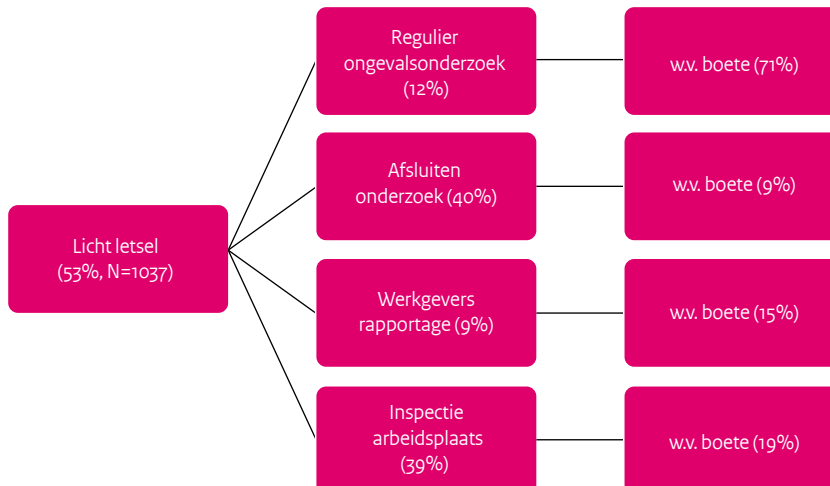 Regulier
ongevalsonderzoek
(12%)
w.v. boete (71%)
Afsluiten
onderzoek (40%)
w.v. boete (9%)
Licht letsel
(53%, N=1037)
Werkgevers
rapportage (9%)
w.v. boete (15%)
Inspectie
arbeidsplaats
(39%)
w.v. boete (19%)